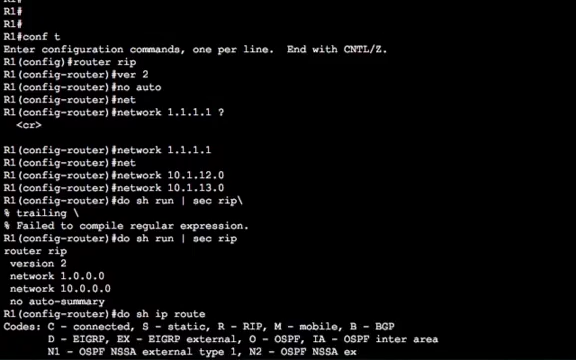 R1#
R1#
R1#
R1#conf t
Enter configuration commands, one per line.  End with CNTL/Z.
R1(config)#router rip
R1(config-router)#ver 2
R1(config-router)#no auto
R1(config-router)#net
R1(config-router)#network 1.1.1.1 ?
  <cr>
R1(config-router)#network 1.1.1.1
R1(config-router)#net
R1(config-router)#network 10.1.12.0
R1(config-router)#network 10.1.13.0
R1(config-router)#do sh run | sec rip\
% trailing \
% Failed to compile regular expression.
R1(config-router)#do sh run | sec rip
router rip
 version 2
 network 1.0.0.0
 network 10.0.0.0
 no auto-summary
R1(config-router)#do sh ip route
Codes: C - connected, S - static, R - RIP, M - mobile, B - BGP
       D - EIGRP, EX - EIGRP external, O - OSPF, IA - OSPF inter area
       N1 - OSPF NSSA external type 1, N2 - OSPF NSSA ex